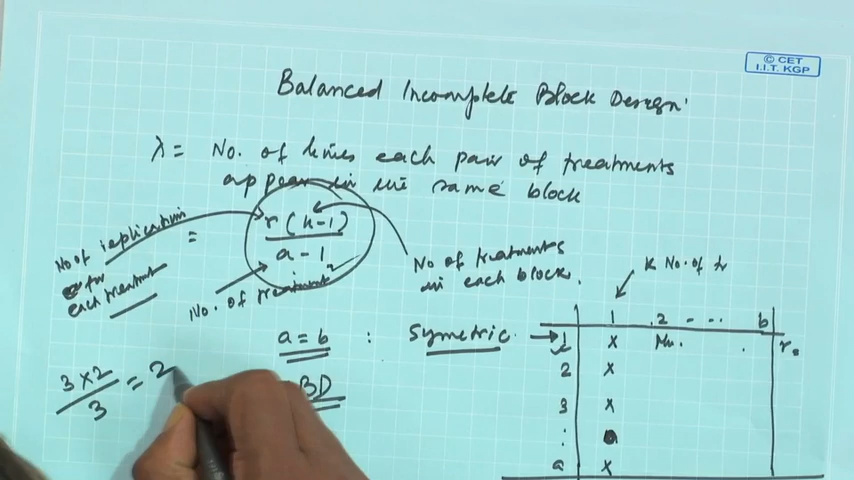 © CET
I.I.T. KGP
Balanced Incomplete Block Design
λ = No. of times each pair of treatments
appear in the same block
= r (k-1)
a - 1
No of replication
for
each treatment
No. of treatments
No of treatments
in each block.
K No. of tr
a = b : Symetric
1 2 - .. b
1 x r.
2 x
3 x
:
a x
3 x 2 = 2
3
BD